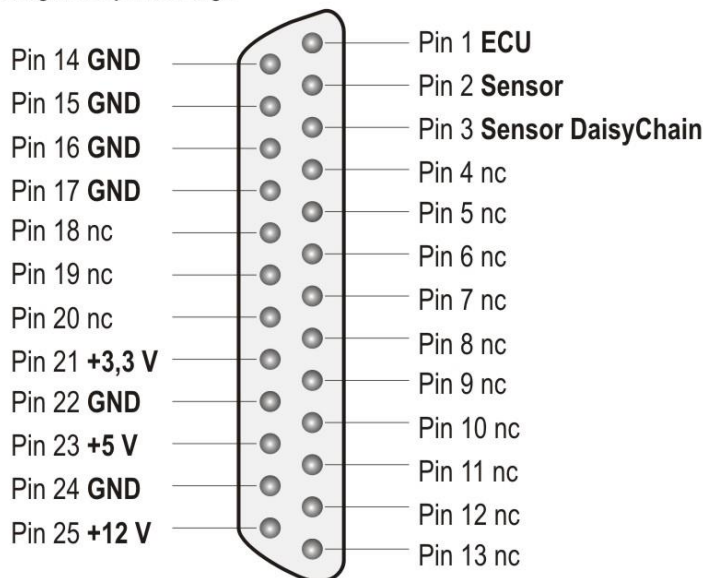 Pin 14 GND
Pin 15 GND
Pin 16 GND
Pin 17 GND
Pin 18 nc
Pin 19 nc
Pin 20 nc
Pin 21 +3,3 V
Pin 22 GND
Pin 23 +5 V
Pin 24 GND
Pin 25 +12 V
Pin 1 ECU
Pin 2 Sensor
Pin 3 Sensor DaisyChain
Pin 4 nc
Pin 5 nc
Pin 6 nc
Pin 7 nc
Pin 8 nc
Pin 9 nc
Pin 10 nc
Pin 11 nc
Pin 12 nc
Pin 13 nc